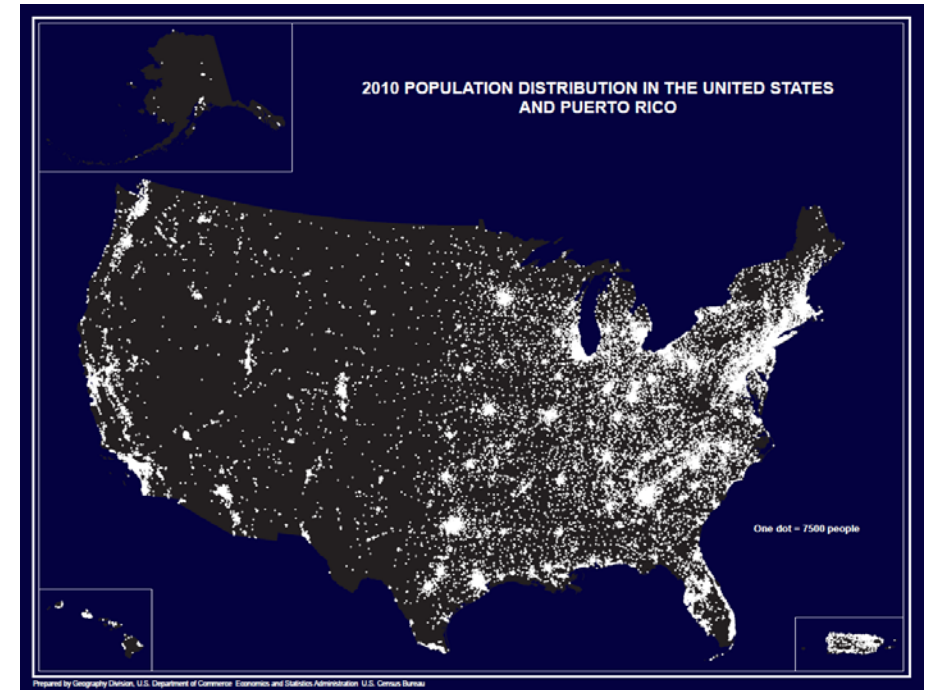 2010 POPULATION DISTRIBUTION IN THE UNITED STATES
AND PUERTO RICO
One dot = 7500 people
Prepared by Geography Division, U.S. Department of Commerce Economics and Statistics Administration U.S. Census Bureau